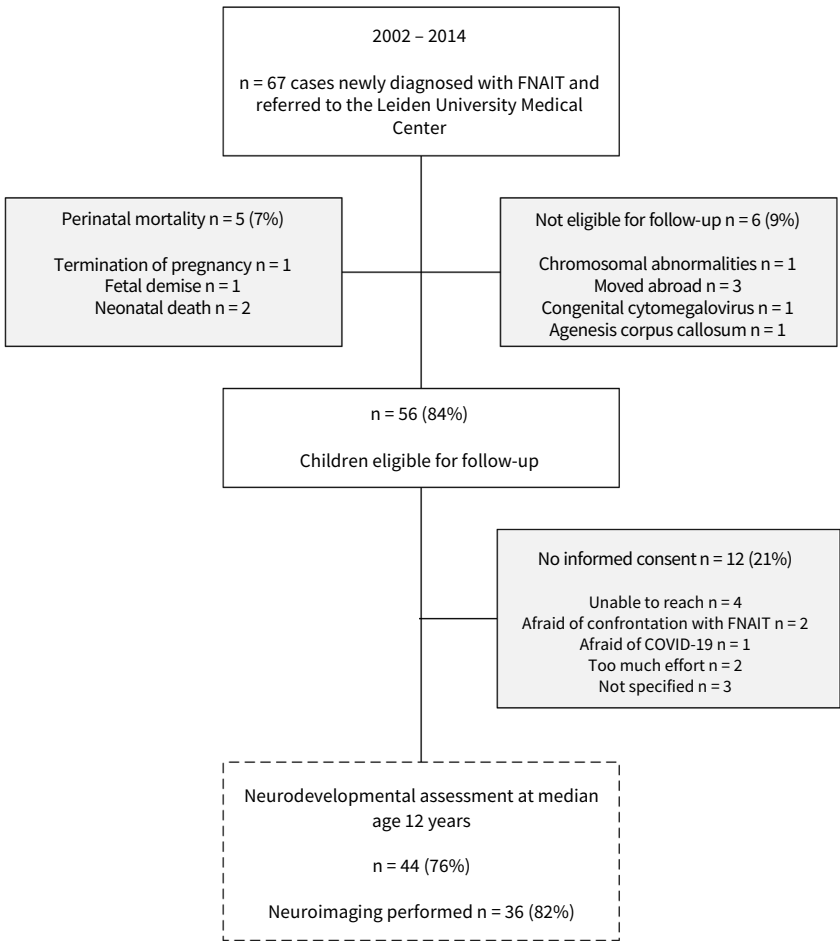 2002 – 2014
n = 67 cases newly diagnosed with FNAIT and
referred to the Leiden University Medical
Center
Perinatal mortality n = 5 (7%)
Termination of pregnancy n = 1
Fetal demise n = 1
Neonatal death n = 2
Not eligible for follow-up n = 6 (9%)
Chromosomal abnormalities n = 1
Moved abroad n = 3
Congenital cytomegalovirus n = 1
Agenesis corpus callosum n = 1
n = 56 (84%)
Children eligible for follow-up
No informed consent n = 12 (21%)
Unable to reach n = 4
Afraid of confrontation with FNAIT n = 2
Afraid of COVID-19 n = 1
Too much effort n = 2
Not specified n = 3
Neurodevelopmental assessment at median
age 12 years
n = 44 (76%)
Neuroimaging performed n = 36 (82%)